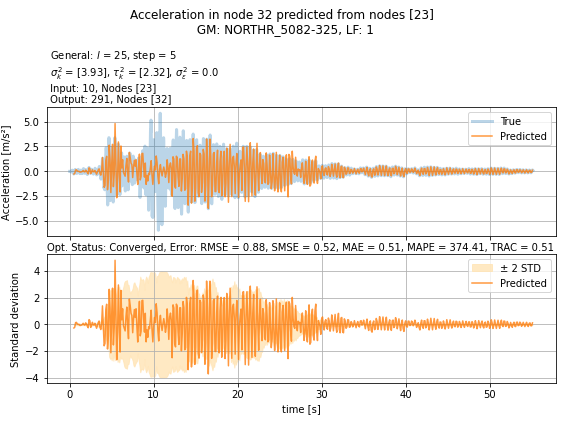 Acceleration in node 32 predicted from nodes [23]
GM: NORTHR_5082-325, LF: 1
General: l = 25, step = 5
σ²ₖ = [3.93], τ²ₖ = [2.32], σ²ε = 0.0
Input: 10, Nodes [23]
Output: 291, Nodes [32]
Acceleration [m/s²]
5.0
2.5
0.0
−2.5
−5.0
True
Predicted
Opt. Status: Converged, Error: RMSE = 0.88, SMSE = 0.52, MAE = 0.51, MAPE = 374.41, TRAC = 0.51
Standard deviation
4
2
0
−2
−4
± 2 STD
Predicted
0 10 20 30 40 50
time [s]